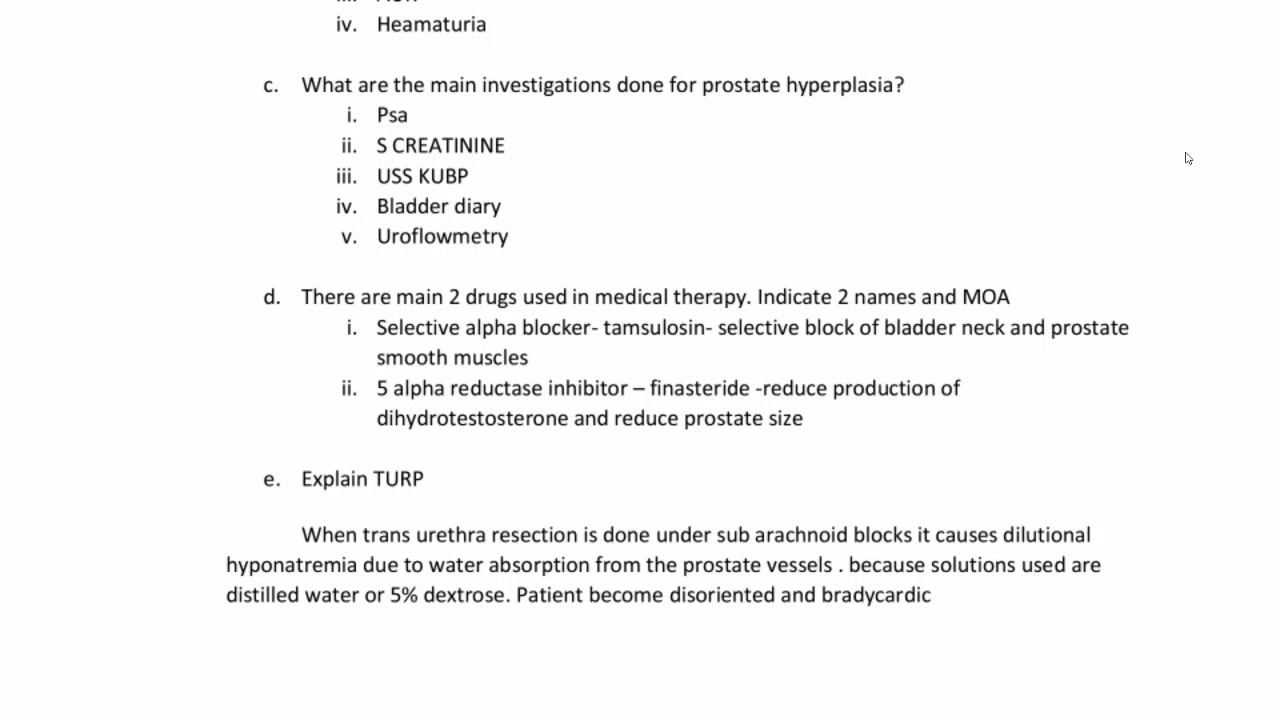 iv. Heamaturia
c. What are the main investigations done for prostate hyperplasia?
i. Psa
ii. S CREATININE
iii. USS KUBP
iv. Bladder diary
v. Uroflowmetry
d. There are main 2 drugs used in medical therapy. Indicate 2 names and MOA
i. Selective alpha blocker- tamsulosin- selective block of bladder neck and prostate
smooth muscles
ii. 5 alpha reductase inhibitor – finasteride -reduce production of
dihydrotestosterone and reduce prostate size
e. Explain TURP
When trans urethra resection is done under sub arachnoid blocks it causes dilutional
hyponatremia due to water absorption from the prostate vessels . because solutions used are
distilled water or 5% dextrose. Patient become disoriented and bradycardic